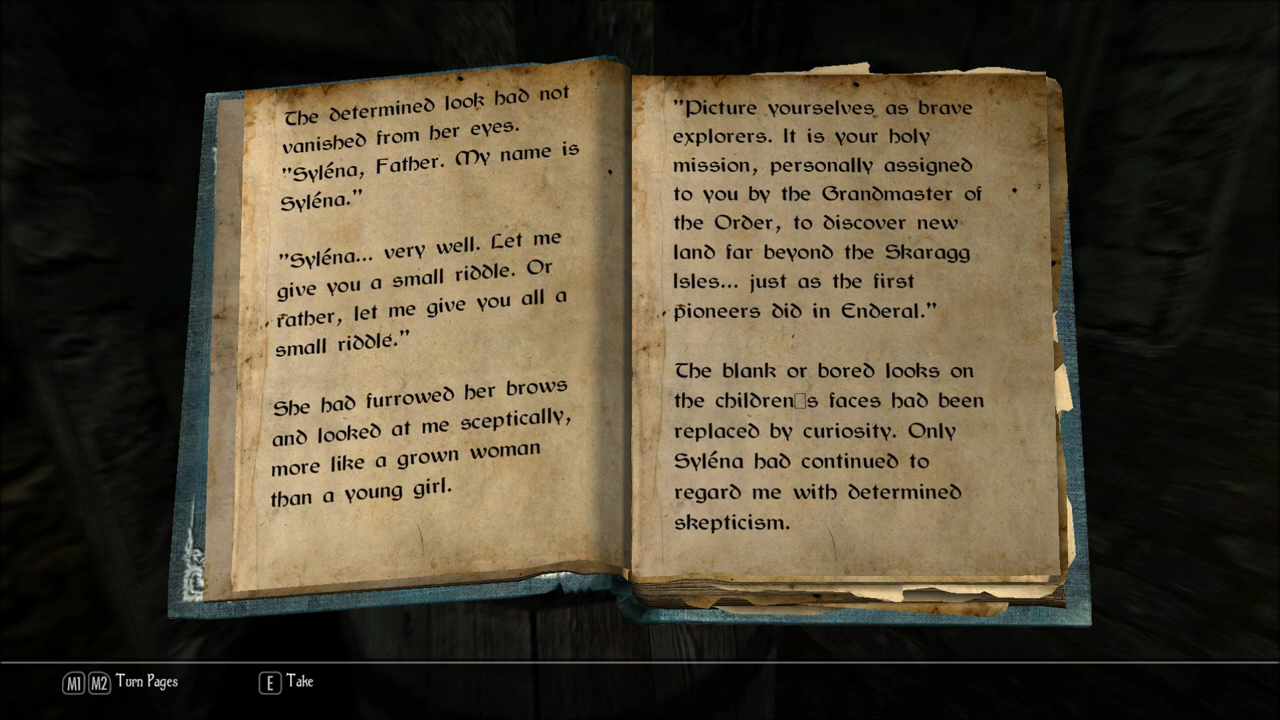 The determined look had not
vanished from her eyes.
"Syléna, Father. My name is
Syléna."
"Syléna... very well. Let me
give you a small riddle. Or
rather, let me give you all a
small riddle."
She had furrowed her brows
and looked at me sceptically,
more like a grown woman
than a young girl.
"Picture yourselves as brave
explorers. It is your holy
mission, personally assigned
to you by the Grandmaster of
the Order, to discover new
land far beyond the Skaragg
Isles... just as the first
pioneers did in Enderal."
The blank or bored looks on
the children□s faces had been
replaced by curiosity. Only
Syléna had continued to
regard me with determined
skepticism.
M1 M2 Turn Pages
E Take